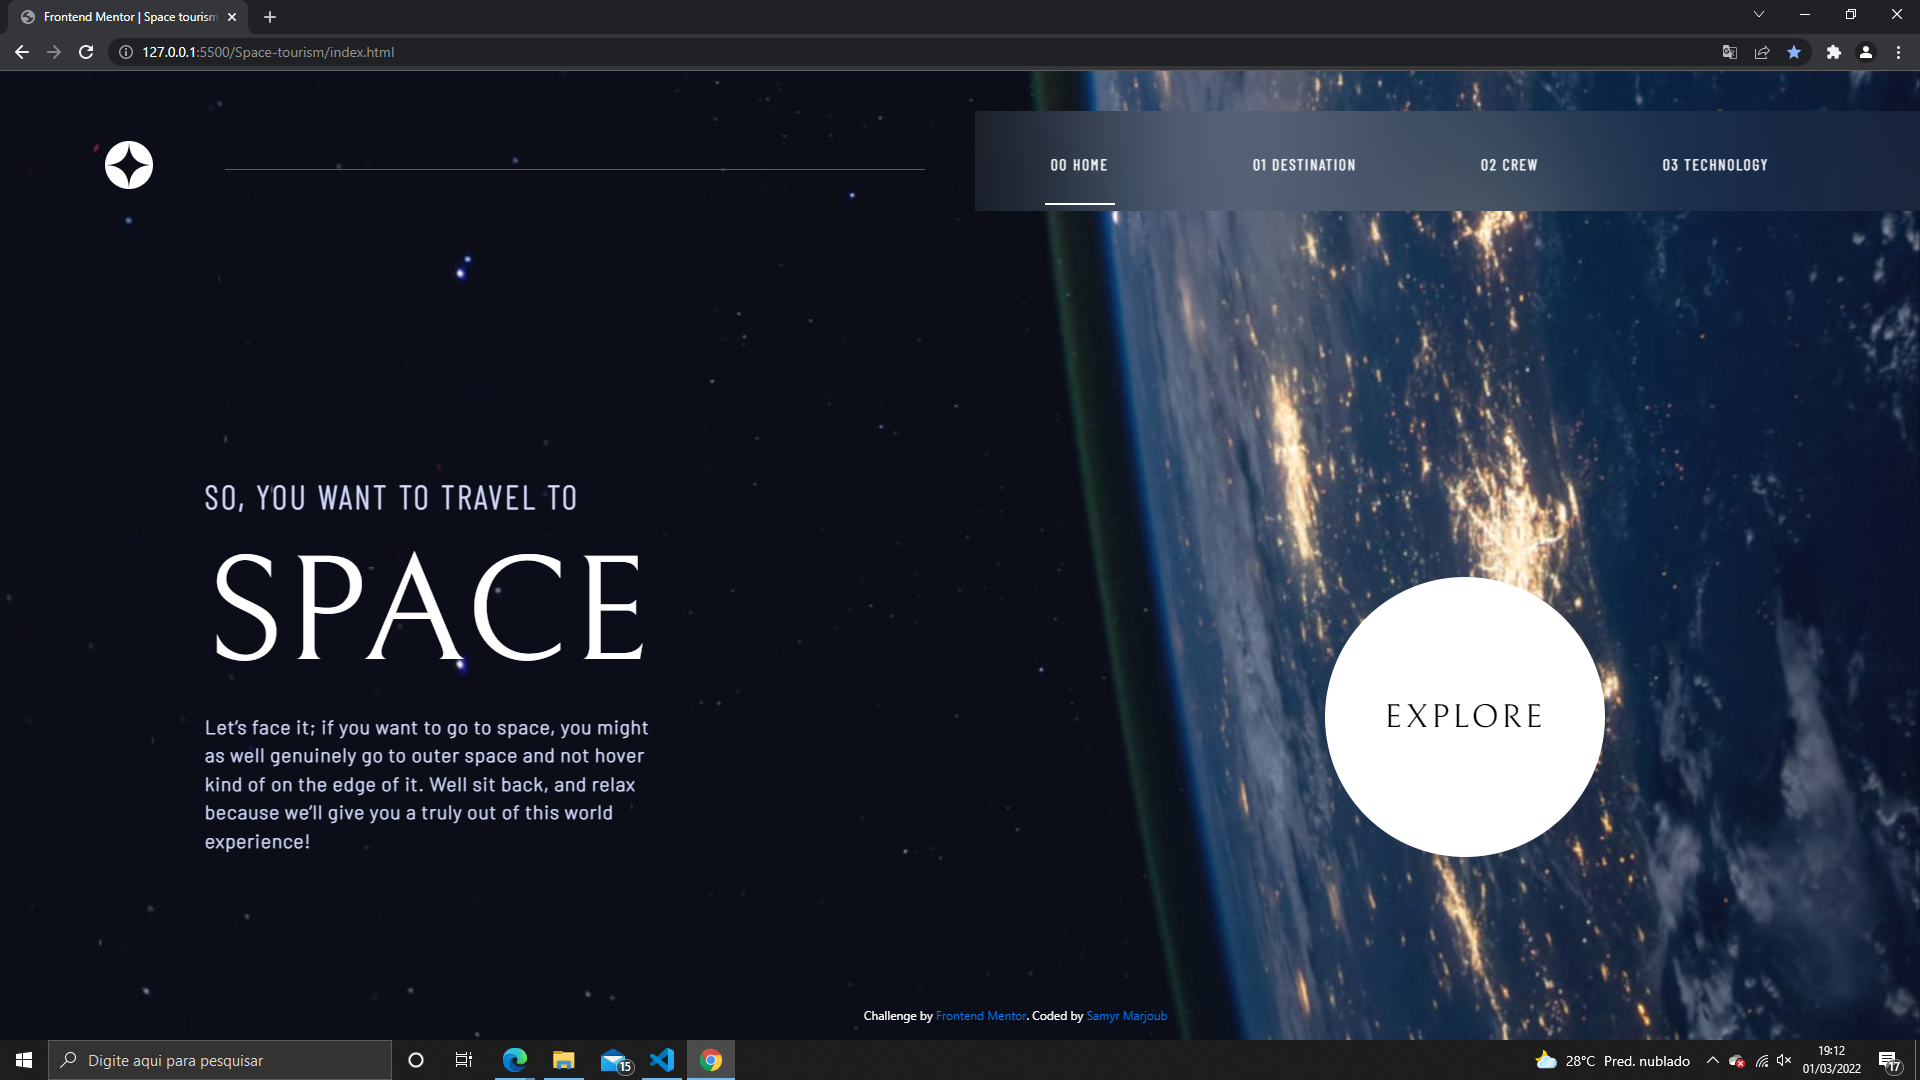 Frontend Mentor | Space tourism
127.0.0.1:5500/Space-tourism/index.html
00 HOME
01 DESTINATION
02 CREW
03 TECHNOLOGY
SO, YOU WANT TO TRAVEL TO
SPACE
Let's face it; if you want to go to space, you might
as well genuinely go to outer space and not hover
kind of on the edge of it. Well sit back, and relax
because we'll give you a truly out of this world
experience!
EXPLORE
Challenge by Frontend Mentor. Coded by Samyr Marjoub
Digite aqui para pesquisar
15
28°C Pred. nublado
19:12
01/03/2022
17